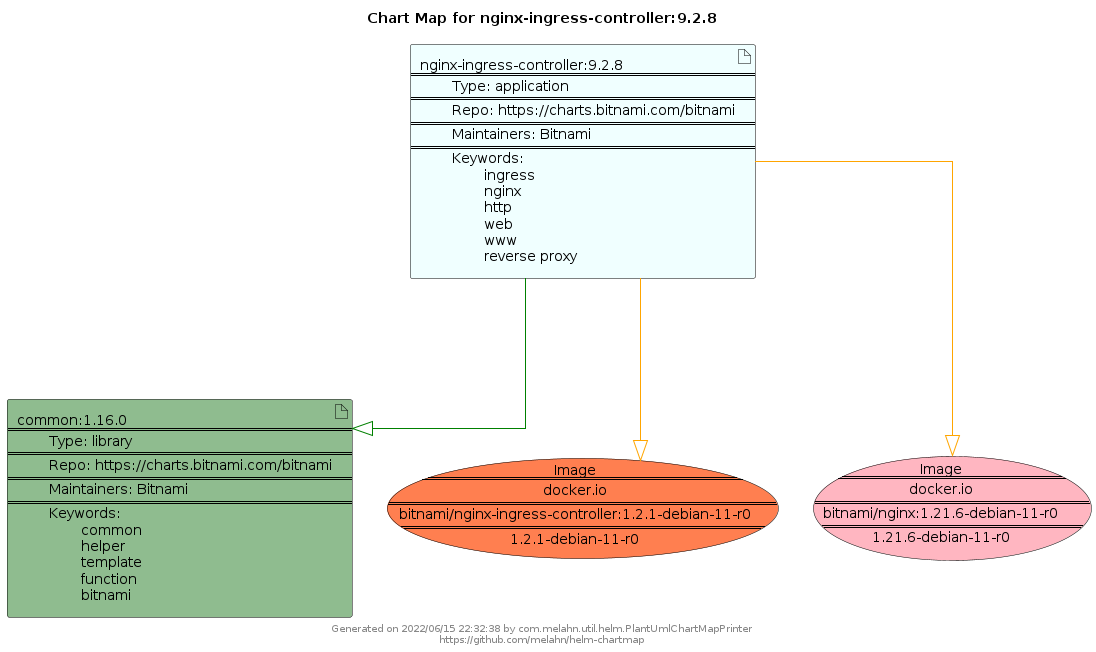 Chart Map for nginx-ingress-controller:9.2.8
nginx-ingress-controller:9.2.8
Type: application
Repo: https://charts.bitnami.com/bitnami
Maintainers: Bitnami
Keywords:
ingress
nginx
http
web
www
reverse proxy
common:1.16.0
Type: library
Repo: https://charts.bitnami.com/bitnami
Maintainers: Bitnami
Keywords:
common
helper
template
function
bitnami
Image
docker.io
bitnami/nginx-ingress-controller:1.2.1-debian-11-r0
1.2.1-debian-11-r0
Image
docker.io
bitnami/nginx:1.21.6-debian-11-r0
1.21.6-debian-11-r0
Generated on 2022/06/15 22:32:38 by com.melahn.util.helm.PlantUmlChartMapPrinter
https://github.com/melahn/helm-chartmap